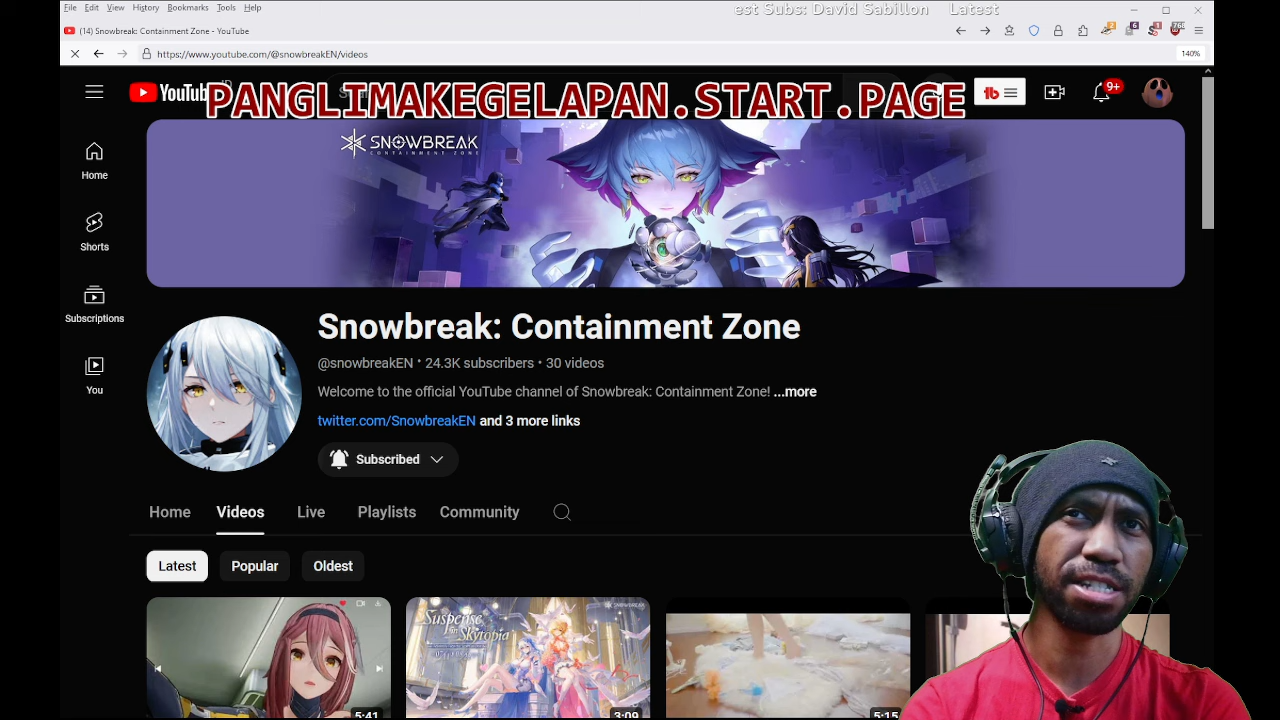 File Edit View History Bookmarks Tools Help
est Subs: David Sabillon Latest
(14) Snowbreak: Containment Zone - YouTube
https://www.youtube.com/@snowbreakEN/videos
140%
YouTube
PANGLIMAKEGELAPAN.START.PAGE
9+
SNOWBREAK
CONTAINMENT ZONE
Home
Shorts
Subscriptions
You
Snowbreak: Containment Zone
@snowbreakEN • 24.3K subscribers • 30 videos
Welcome to the official YouTube channel of Snowbreak: Containment Zone! ...more
twitter.com/SnowbreakEN and 3 more links
Subscribed
Home Videos Live Playlists Community
Latest Popular Oldest
Suspense in Skytopia
SNOWBREAK
5:41
3:09
5:15